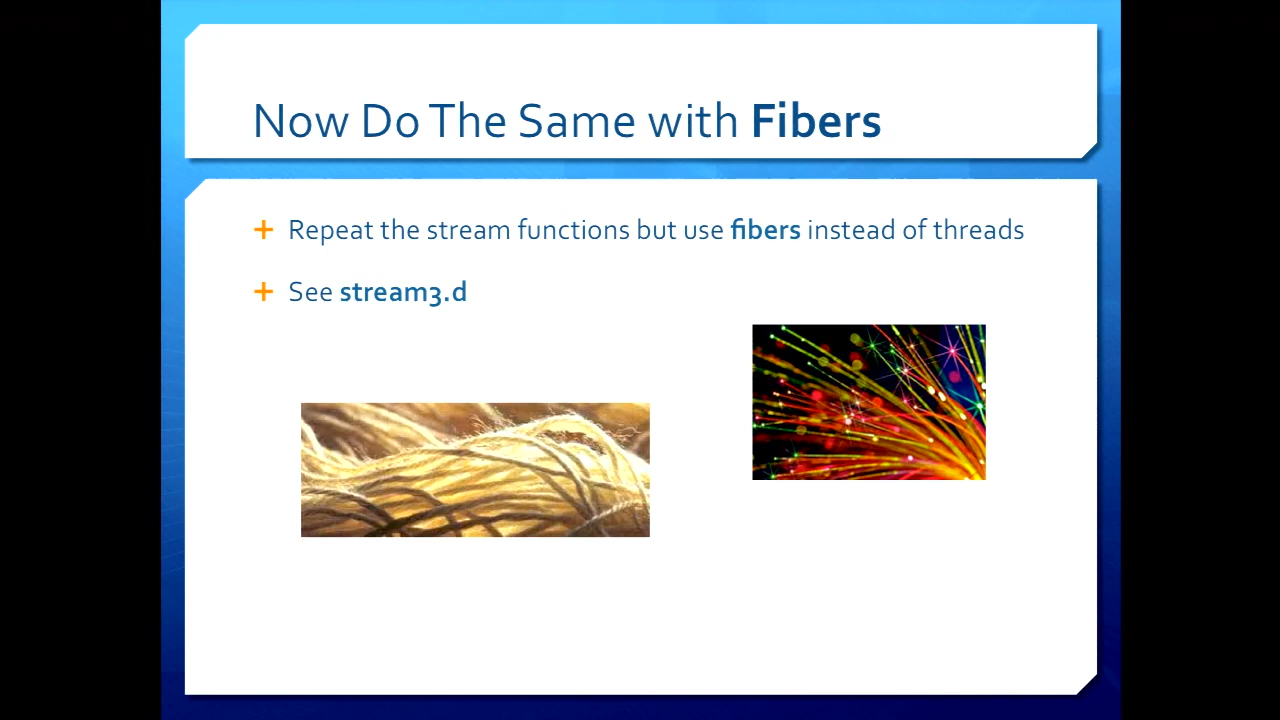 Now Do The Same with Fibers
Repeat the stream functions but use fibers instead of threads
See stream3.d